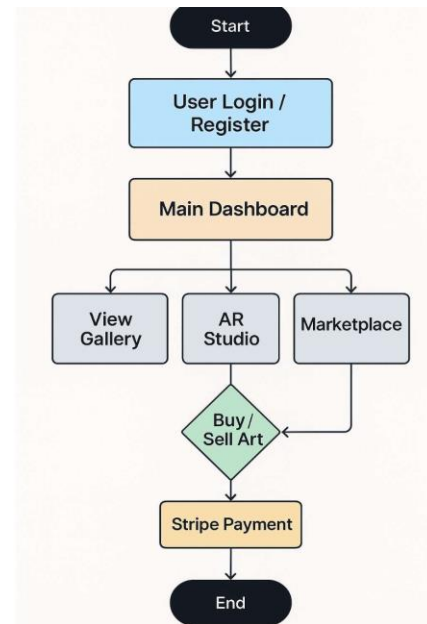 Start
User Login /
Register
Main Dashboard
View
Gallery
AR
Studio
Marketplace
Buy/
Sell Art
Stripe Payment
End